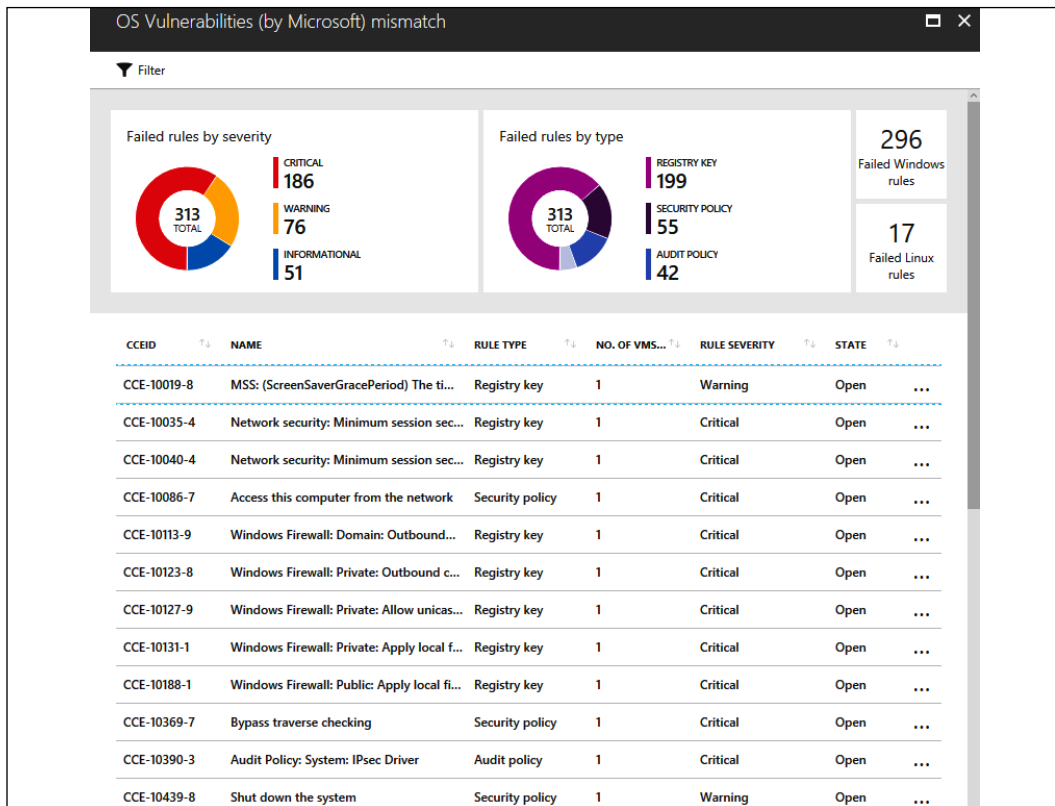 OS Vulnerabilities (by Microsoft) mismatch
Filter
Failed rules by severity
313
TOTAL
CRITICAL
186
WARNING
76
INFORMATIONAL
51
Failed rules by type
313
TOTAL
REGISTRY KEY
199
SECURITY POLICY
55
AUDIT POLICY
42
296
Failed Windows
rules
17
Failed Linux
rules
CCEID NAME RULE TYPE NO. OF VMS... RULE SEVERITY STATE
CCE-10019-8 MSS: (ScreenSaverGracePeriod) The ti... Registry key 1 Warning Open ...
CCE-10035-4 Network security: Minimum session sec... Registry key 1 Critical Open ...
CCE-10040-4 Network security: Minimum session sec... Registry key 1 Critical Open ...
CCE-10086-7 Access this computer from the network Security policy 1 Critical Open ...
CCE-10113-9 Windows Firewall: Domain: Outbound... Registry key 1 Critical Open ...
CCE-10123-8 Windows Firewall: Private: Outbound c... Registry key 1 Critical Open ...
CCE-10127-9 Windows Firewall: Private: Allow unicas... Registry key 1 Critical Open ...
CCE-10131-1 Windows Firewall: Private: Apply local f... Registry key 1 Critical Open ...
CCE-10188-1 Windows Firewall: Public: Apply local fi... Registry key 1 Critical Open ...
CCE-10369-7 Bypass traverse checking Security policy 1 Critical Open ...
CCE-10390-3 Audit Policy: System: IPsec Driver Audit policy 1 Critical Open ...
CCE-10439-8 Shut down the system Security policy 1 Warning Open ...